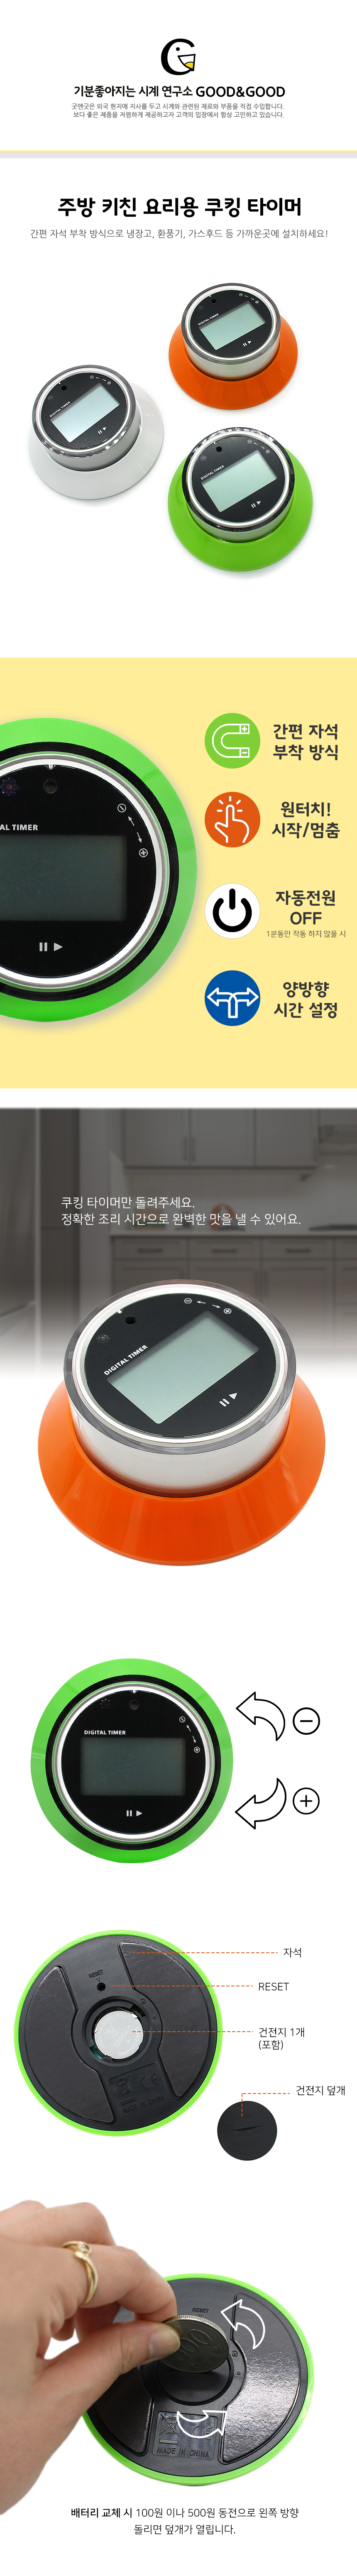 기분좋아지는 시계 연구소 GOOD&GOOD
굿앤굿은 외국 현지에 지사를 두고 시계와 관련된 재료와 부품을 직접 수입합니다.
보다 좋은 제품을 저렴하게 제공하고자 고객의 입장에서 항상 고민하고 있습니다.
주방 키친 요리용 쿠킹 타이머
간편 자석 부착 방식으로 냉장고, 환풍기, 가스후드 등 가까운곳에 설치하세요!
DIGITAL TIMER
DIGITAL TIMER
DIGITAL TIMER
간편 자석
부착 방식
원터치!
시작/멈춤
AL TIMER
자동전원
OFF
1분동안 작동 하지 않을 시
양방향
시간 설정
쿠킹 타이머만 돌려주세요.
정확한 조리 시간으로 완벽한 맛을 낼 수 있어요.
DIGITAL TIMER
DIGITAL TIMER
자석
RESET
RESET
건전지 1개
(포함)
건전지 덮개
MADE IN CHINA
RESET
MADE IN CHINA
배터리 교체 시 100원 이나 500원 동전으로 왼쪽 방향
돌리면 덮개가 열립니다.